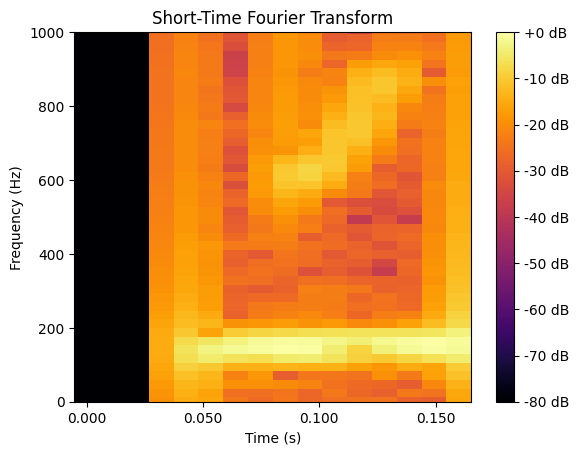 Short-Time Fourier Transform
1000
800
600
400
200
0
Frequency (Hz)
0.000
0.050
0.100
0.150
Time (s)
+0 dB
-10 dB
-20 dB
-30 dB
-40 dB
-50 dB
-60 dB
-70 dB
-80 dB